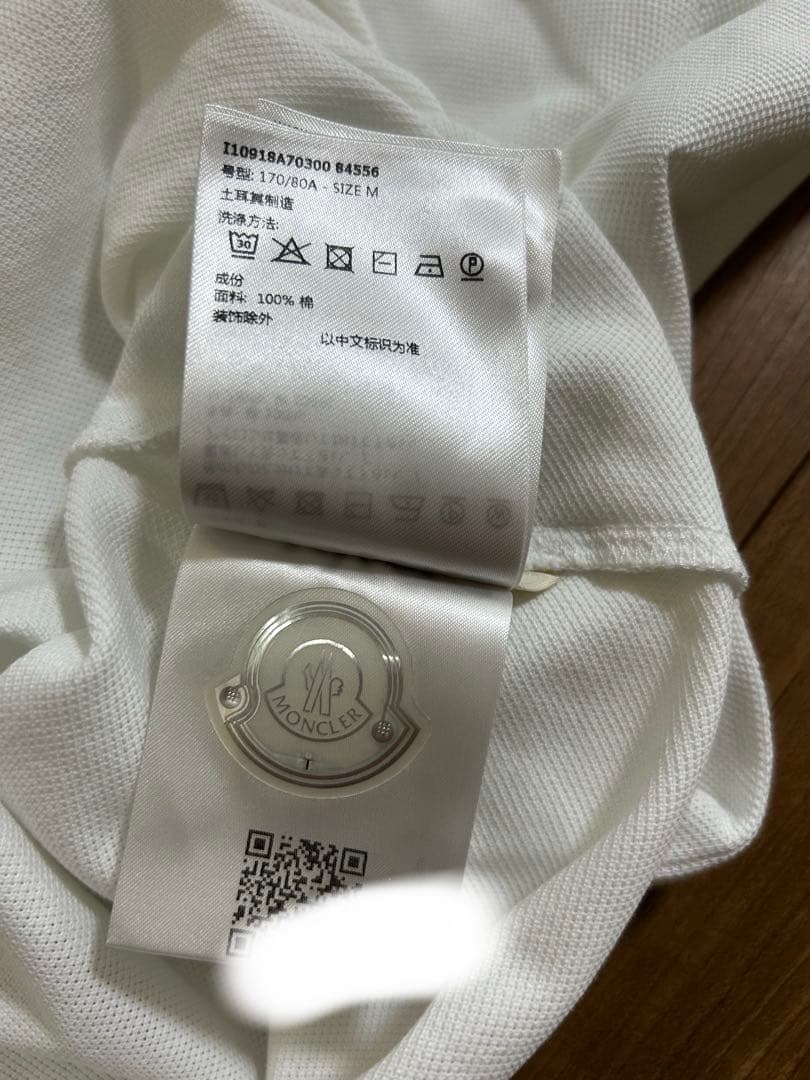 I10918A70300 84556
号型: 170/80A - SIZE M
土耳其制造
洗涤方法:
30
P
成份
面料: 100% 棉
装饰除外
以中文标识为准
MONCLER
T